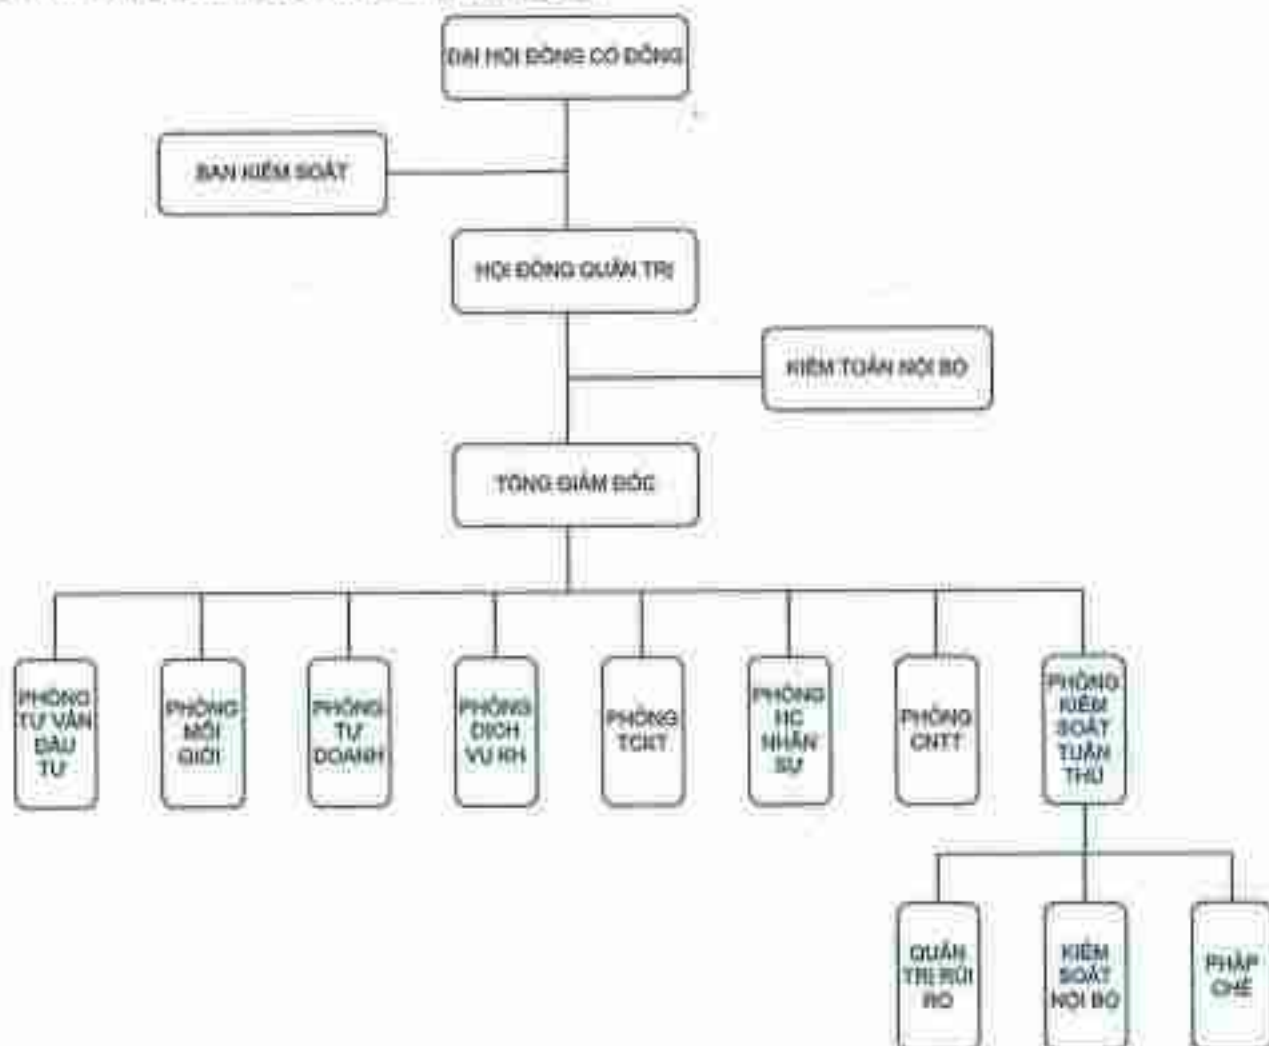 ĐẠI HỘI ĐỒNG CỔ ĐÔNG
BAN KIỂM SOÁT
HỘI ĐỒNG QUẢN TRỊ
KIỂM TOÁN NỘI BỘ
TỔNG GIÁM ĐỐC
PHÒNG
TƯ VẤN
ĐẦU
TƯ
PHÒNG
MÔI
GIỚI
PHÒNG
TỰ
DOANH
PHÒNG
DỊCH
VỤ KH
PHÒNG
TCKT
PHÒNG
HC
NHÂN
SỰ
PHÒNG
CNTT
PHÒNG
KIỂM
SOÁT
TUÂN
THỦ
QUẢN
TRỊ RỦI
RO
KIỂM
SOÁT
NỘI BỘ
PHÁP
CHẾ